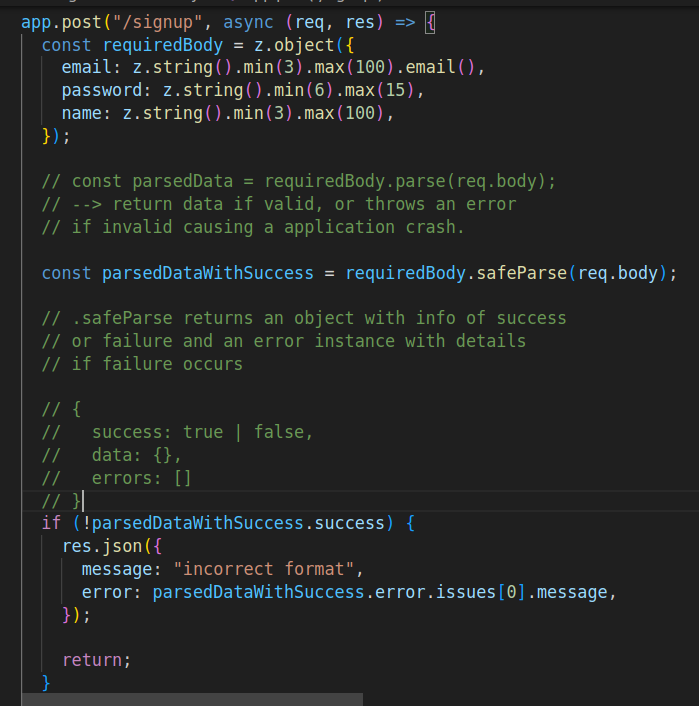 app.post("/signup", async (req, res) => {
  const requiredBody = z.object({
    email: z.string().min(3).max(100).email(),
    password: z.string().min(6).max(15),
    name: z.string().min(3).max(100),
  });

  // const parsedData = requiredBody.parse(req.body);
  // --> return data if valid, or throws an error
  // if invalid causing a application crash.

  const parsedDataWithSuccess = requiredBody.safeParse(req.body);

  // .safeParse returns an object with info of success
  // or failure and an error instance with details
  // if failure occurs

  // {
  //   success: true | false,
  //   data: {},
  //   errors: []
  // }
  if (!parsedDataWithSuccess.success) {
    res.json({
      message: "incorrect format",
      error: parsedDataWithSuccess.error.issues[0].message,
    });

    return;
  }